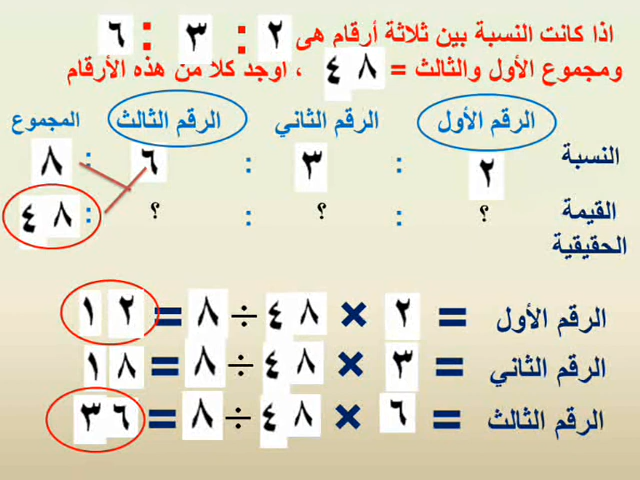 اذا كانت النسبة بين ثلاثة أرقام هى ٢ : ٣ : ٦
ومجموع الأول والثالث = ٤٨ ، اوجد كلا من هذه الأرقام
الرقم الأول الرقم الثاني الرقم الثالث المجموع
النسبة ٢ : ٣ : ٦ : ٨
القيمة الحقيقية ؟ : ؟ : ؟ : ٤٨
الرقم الأول = ٢ × ٤٨ ÷ ٨ = ١٢
الرقم الثاني = ٣ × ٤٨ ÷ ٨ = ١٨
الرقم الثالث = ٦ × ٤٨ ÷ ٨ = ٣٦